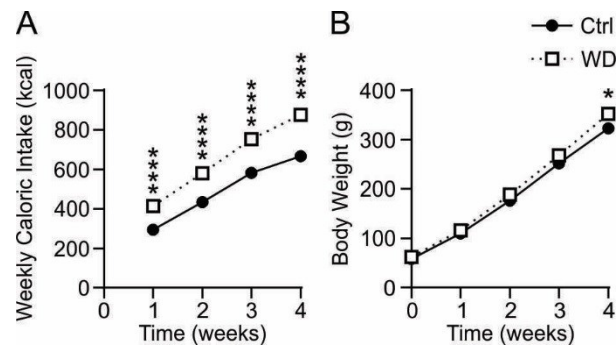 A
B
Ctrl
WD
Weekly Caloric Intake (kcal)
1000
800
600
400
200
0
****
****
****
****
0 1 2 3 4
Time (weeks)
Body Weight (g)
400
300
200
100
0
*
0 1 2 3 4
Time (weeks)